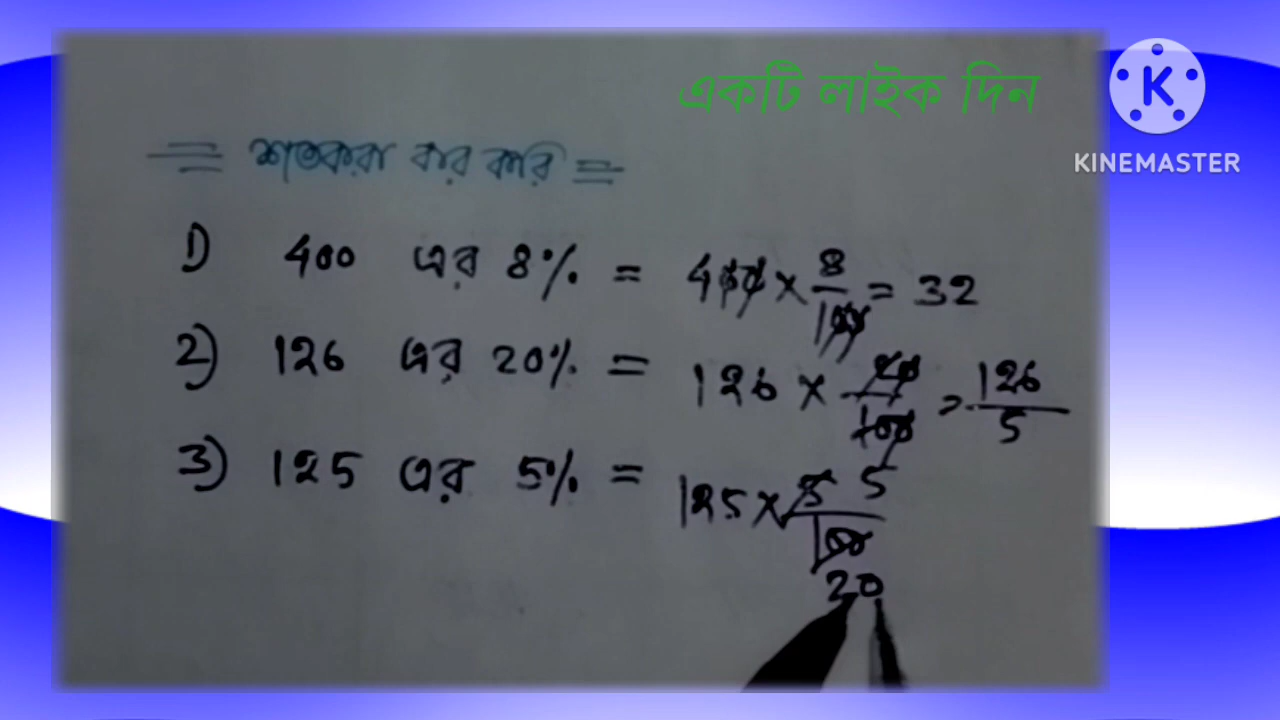 একটি লাইক দিন
KINEMASTER
= শতকরা বার করি =
1) 400 এর 8% = 400 × 8/100 = 32
2) 126 এর 20% = 126 × 20/100 = 126/5
5
3) 125 এর 5% = 125 × 5/100
20